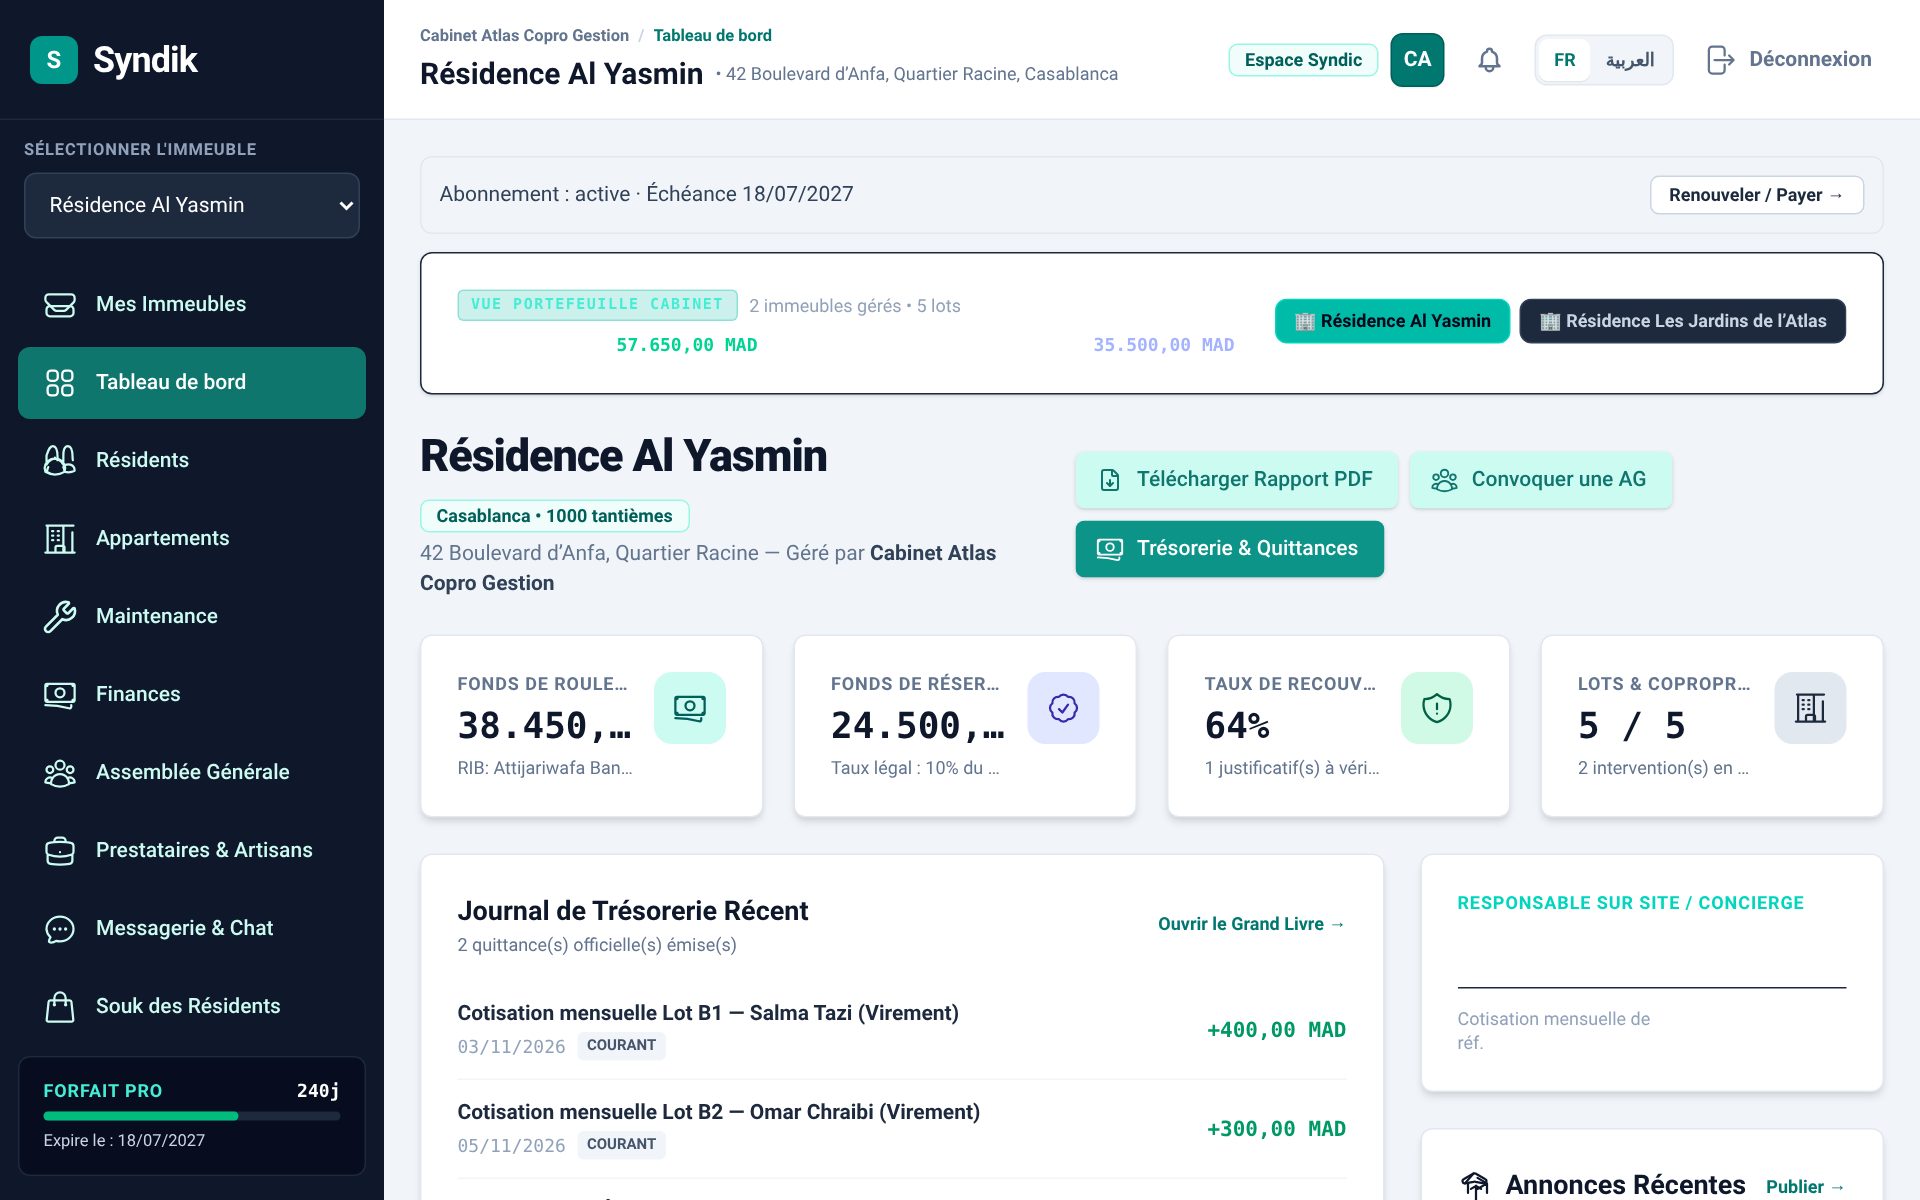 S Syndik
SÉLECTIONNER L'IMMEUBLE
Résidence Al Yasmin
Mes Immeubles
Tableau de bord
Résidents
Appartements
Maintenance
Finances
Assemblée Générale
Prestataires & Artisans
Messagerie & Chat
Souk des Résidents
FORFAIT PRO 240j
Expire le : 18/07/2027
Cabinet Atlas Copro Gestion / Tableau de bord
Résidence Al Yasmin • 42 Boulevard d’Anfa, Quartier Racine, Casablanca
Espace Syndic CA FR العربية Déconnexion
Abonnement : active · Échéance 18/07/2027
Renouveler / Payer →
VUE PORTEFEUILLE CABINET 2 immeubles gérés • 5 lots
57.650,00 MAD 35.500,00 MAD
🏢 Résidence Al Yasmin 🏢 Résidence Les Jardins de l’Atlas
Résidence Al Yasmin
Casablanca • 1000 tantièmes
42 Boulevard d’Anfa, Quartier Racine — Géré par Cabinet Atlas
Copro Gestion
Télécharger Rapport PDF Convoquer une AG
Trésorerie & Quittances
FONDS DE ROULE…
38.450,…
RIB: Attijariwafa Ban…
FONDS DE RÉSER…
24.500,…
Taux légal : 10% du …
TAUX DE RECOUV…
64%
1 justificatif(s) à véri…
LOTS & COPROPR…
5 / 5
2 intervention(s) en …
Journal de Trésorerie Récent
2 quittance(s) officielle(s) émise(s)
Ouvrir le Grand Livre →
Cotisation mensuelle Lot B1 — Salma Tazi (Virement)
03/11/2026 COURANT
+400,00 MAD
Cotisation mensuelle Lot B2 — Omar Chraibi (Virement)
05/11/2026 COURANT
+300,00 MAD
RESPONSABLE SUR SITE / CONCIERGE
Cotisation mensuelle de
réf.
Annonces Récentes Publier →